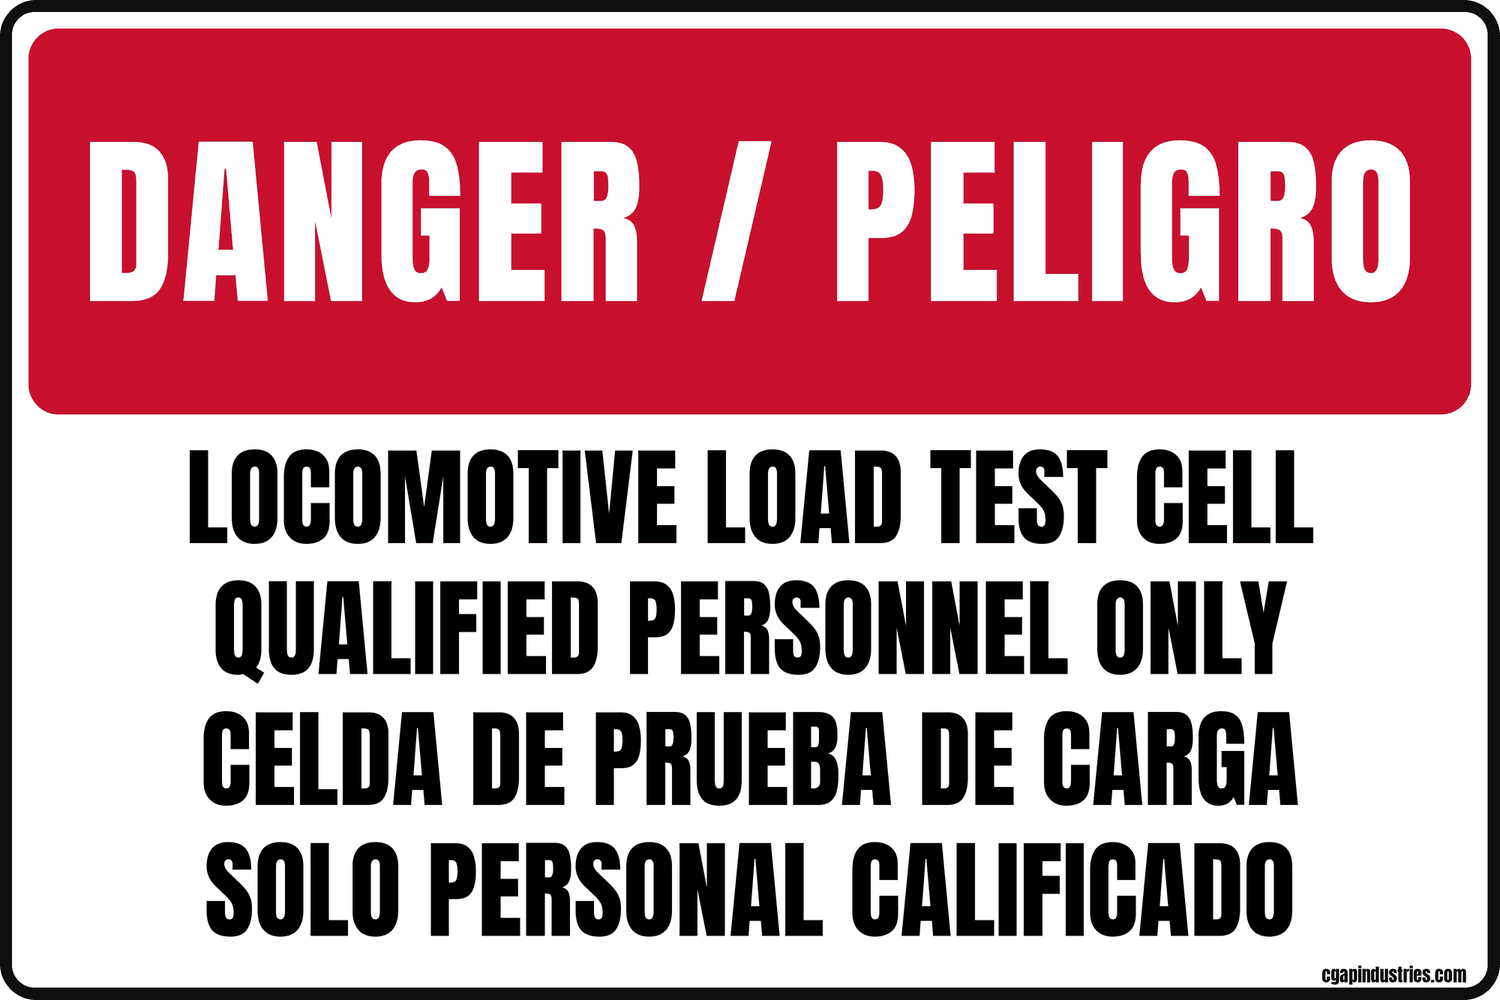 DANGER / PELIGRO
LOCOMOTIVE LOAD TEST CELL
QUALIFIED PERSONNEL ONLY
CELDA DE PRUEBA DE CARGA
SOLO PERSONAL CALIFICADO
cgapindustries.com